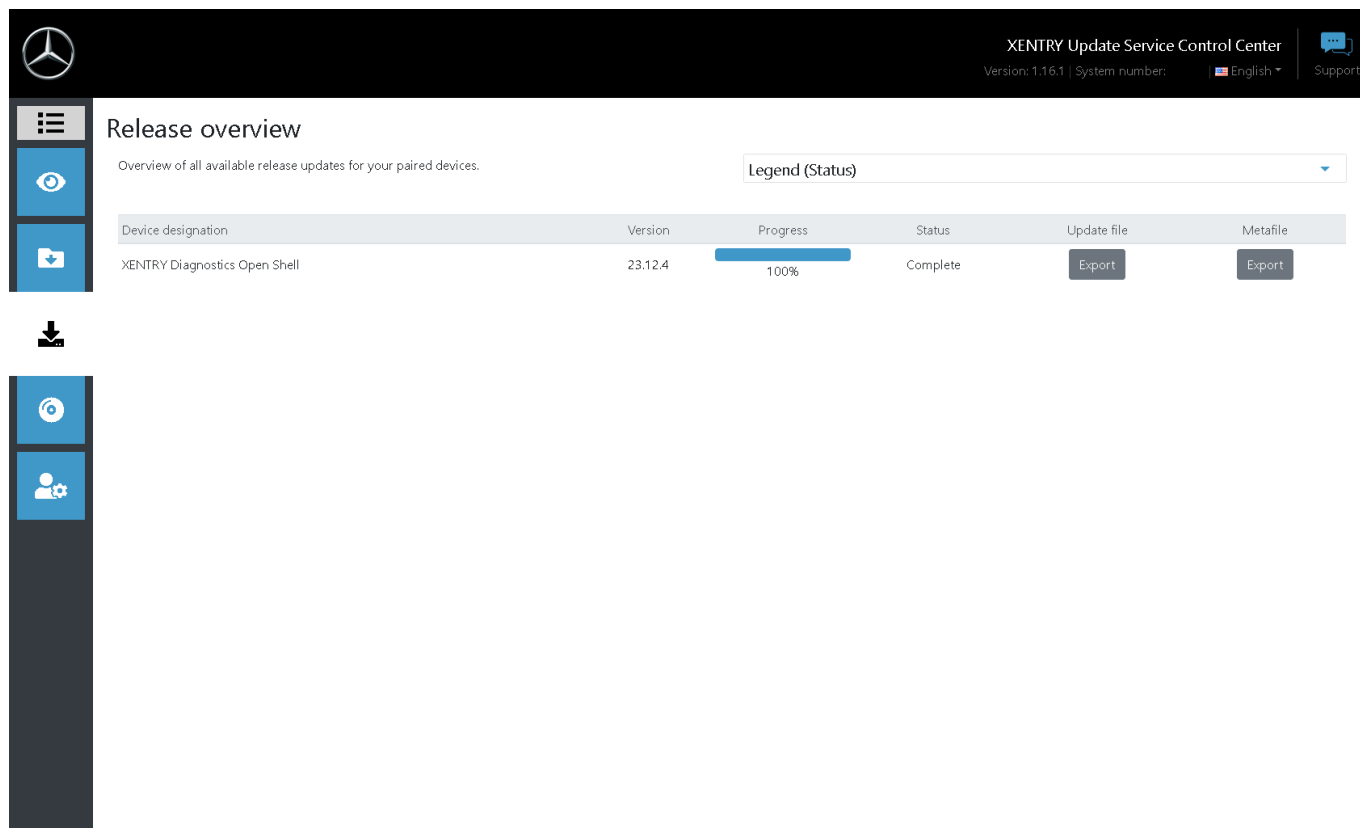 XENTRY Update Service Control Center
Version: 1.16.1 | System number: | English
Support
Release overview
Overview of all available release updates for your paired devices.
Legend (Status)
Device designation Version Progress Status Update file Metafile
XENTRY Diagnostics Open Shell 23.12.4 100% Complete Export Export